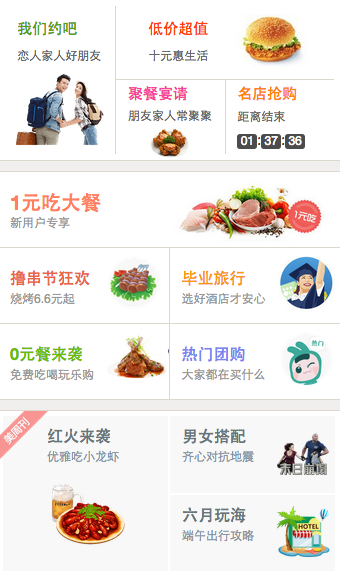 我们约吧
恋人家人好朋友
低价超值
十元惠生活
聚餐宴请
朋友家人常聚聚
名店抢购
距离结束
01:37:36
1元吃大餐
新用户专享
1元吃
撸串节狂欢
烧烤6.6元起
毕业旅行
选好酒店才安心
0元餐来袭
免费吃喝玩乐购
热门团购
大家都在买什么
热门
美周刊
红火来袭
优雅吃小龙虾
男女搭配
齐心对抗地震
末日崩塌
六月玩海
端午出行攻略
HOTEL